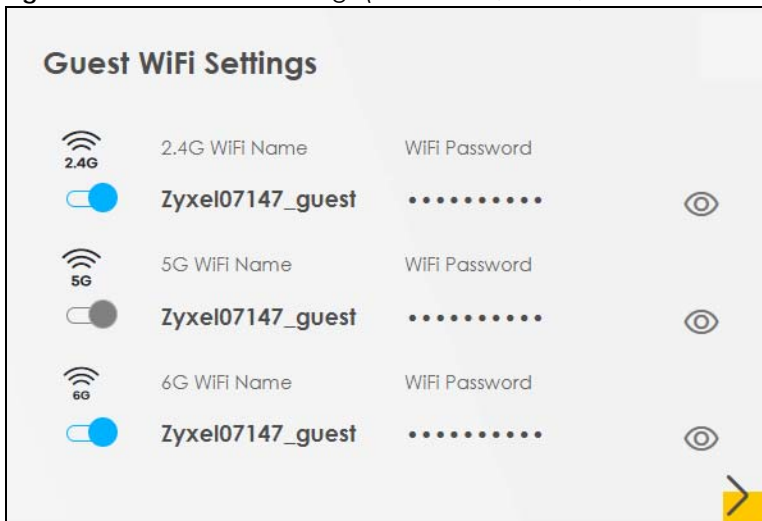 Guest WiFi Settings
2.4G
2.4G WiFi Name WiFi Password
Zyxel07147_guest ••••••••••
5G
5G WiFi Name WiFi Password
Zyxel07147_guest ••••••••••
6G
6G WiFi Name WiFi Password
Zyxel07147_guest ••••••••••